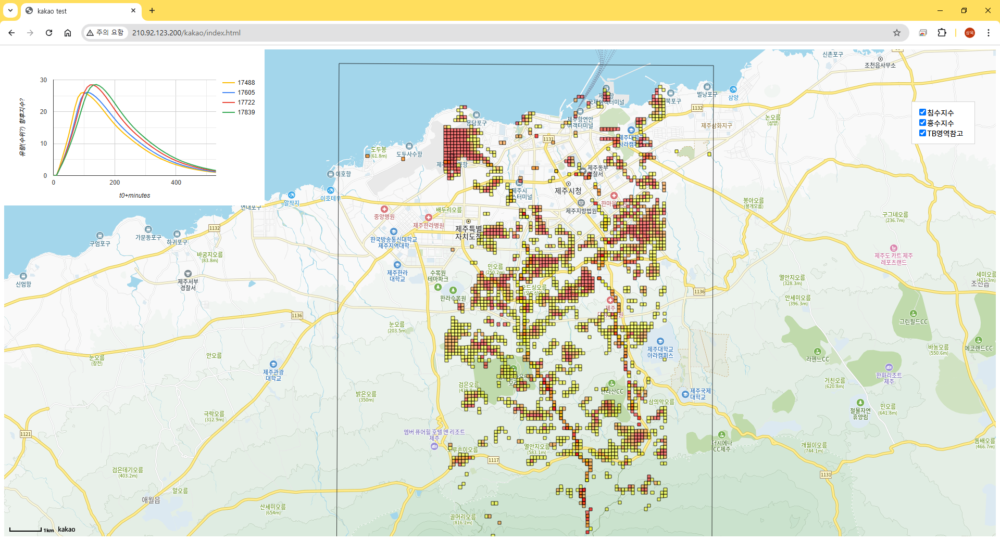 kakao test
주의 요함
210.92.123.200/kakao/index.html
상욱
30
20
10
0
0
200
400
유량(수위?) 향후지수?
t0+minutes
17488
17605
17722
17839
침수지수
홍수지수
TB영역참고
신촌포구
조천읍사무소
벌낭포구
삼양
북포구
국제여객터미널
1132
제주삼화지구
논오름
(삼양)
용담포구
제주항연안
여객터미널
1131
제주대학교
사라캠퍼스
도두봉
(61.8m)
도두사수항
이호항
제주동부
경찰서
제주시청
이호테우
알작지
연대포구
제주시
한마음병원
제주지방법원
봉아오름
(봉개오름)
배두리오름
중앙병원
제주한라병원
제주특별
자치도청
한국방송통신대학교
제주지역대학
1132
구엄포구
가문동포구
하귀포구
바굼지오름
(83.8m)
신엄항
제주서부
경찰서
제주한라
대학교
수목원
테마파크
한라수목원
민오름
(250.2m)
구그네오름
(236.7m)
제주도 카트 제주
레포츠랜드
열안지오름
(328.3m)
세미오름
(421.3m)
조천읍
1136
안세미오름
(396.3m)
그린필드CC
1136
눈오름
(203.5m)
제주대학교
아라캠퍼스
바농오름
(550.6m)
에코랜드CC
라헨느CC
한화리조트
제주
거친오름
(620.8m)
눈오름
(장전)
안오름
제주관광
대학교
검은오름
(438.8m)
한라산CC
제주국제
대학교
밝은오름
(350m)
삼의악오름
절물자연
휴양림
민오름
(641.8m)
극락오름
(312.9m)
1121
엠버 퓨어힐 호텔 앤 리조트
제주
노루손이오름
열안지오름
(583.1m)
더시에나
CC제주
개월이오름
(744.1m)
돔배오름
(466.7m)
1117
1131
검은데기오름
(403.2m)
알오름
애월읍
산세미오름
(654m)
골머리오름
(816.2m)
1km
kakao